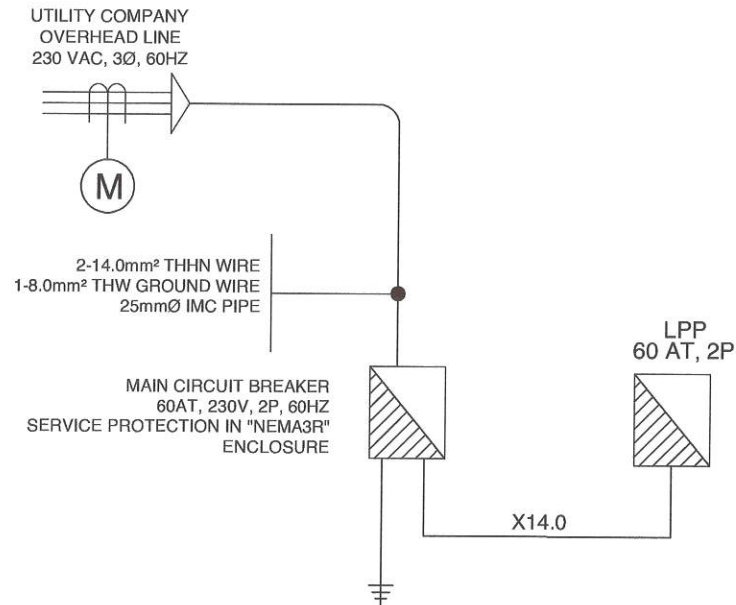 UTILITY COMPANY
OVERHEAD LINE
230 VAC, 3Ø, 60HZ
M
2-14.0mm² THHN WIRE
1-8.0mm² THW GROUND WIRE
25mmØ IMC PIPE
MAIN CIRCUIT BREAKER
60AT, 230V, 2P, 60HZ
SERVICE PROTECTION IN "NEMA3R"
ENCLOSURE
LPP
60 AT, 2P
X14.0